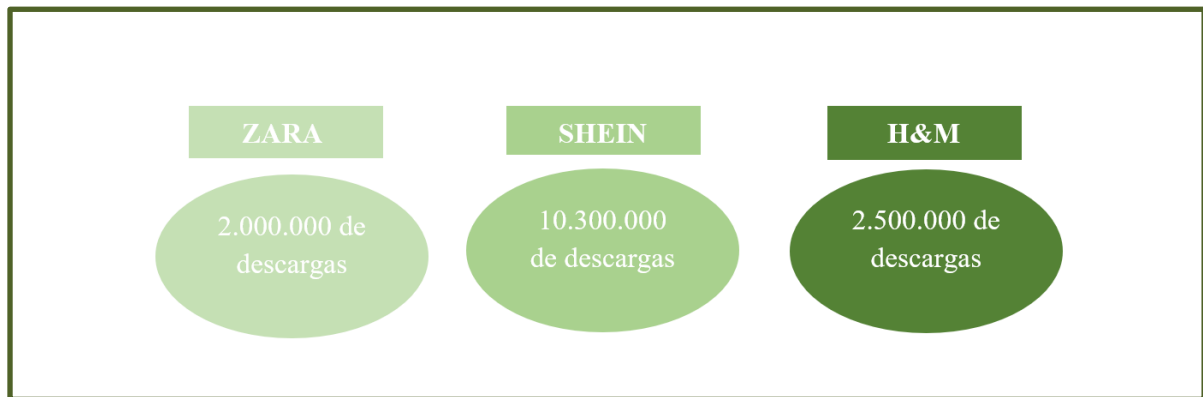 ZARA
2.000.000 de
descargas
SHEIN
10.300.000
de descargas
H&M
2.500.000 de
descargas